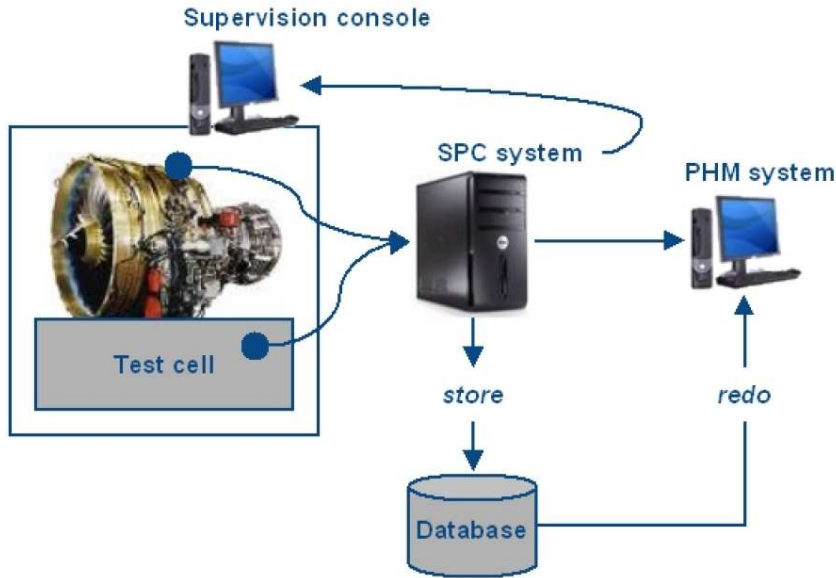 Supervision console
SPC system
PHM system
Test cell
store
redo
Database